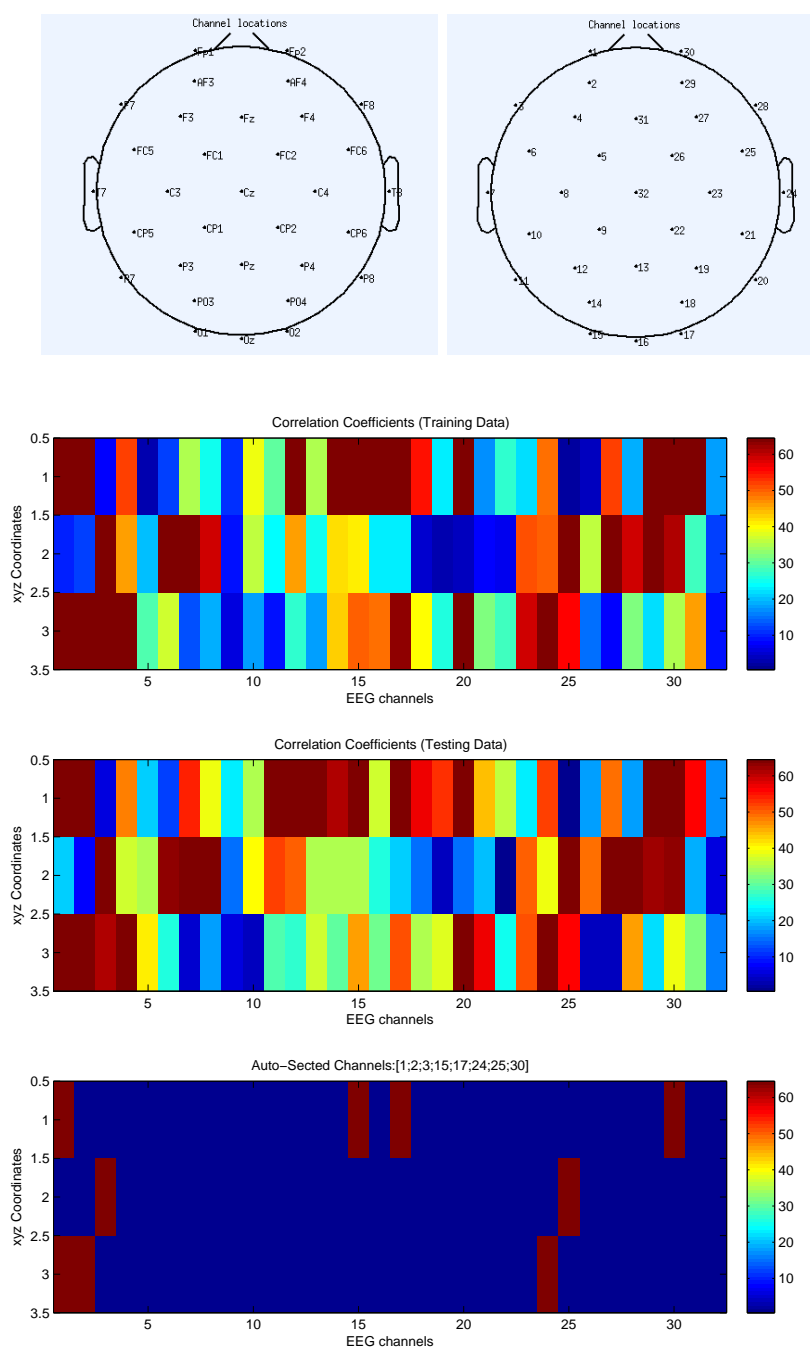 Channel locations
Fp1 Fp2
AF3 AF4
F7 F8
F3 Fz F4
FC5 FC1 FC2 FC6
T7 C3 Cz C4 T8
CP5 CP1 CP2 CP6
P3 Pz P4
P7 P8
PO3 PO4
O1 Oz O2
Channel locations
1 30
2 29
3 28
4 31 27
6 5 26 25
7 8 32 23 24
10 9 22 21
12 13 19
11 20
14 18
15 16 17
Correlation Coefficients (Training Data)
xyz Coordinates
0.5
1
1.5
2
2.5
3
3.5
5 10 15 20 25 30
EEG channels
60
50
40
30
20
10
Correlation Coefficients (Testing Data)
xyz Coordinates
0.5
1
1.5
2
2.5
3
3.5
5 10 15 20 25 30
EEG channels
60
50
40
30
20
10
Auto−Sected Channels:[1;2;3;15;17;24;25;30]
xyz Coordinates
0.5
1
1.5
2
2.5
3
3.5
5 10 15 20 25 30
EEG channels
60
50
40
30
20
10